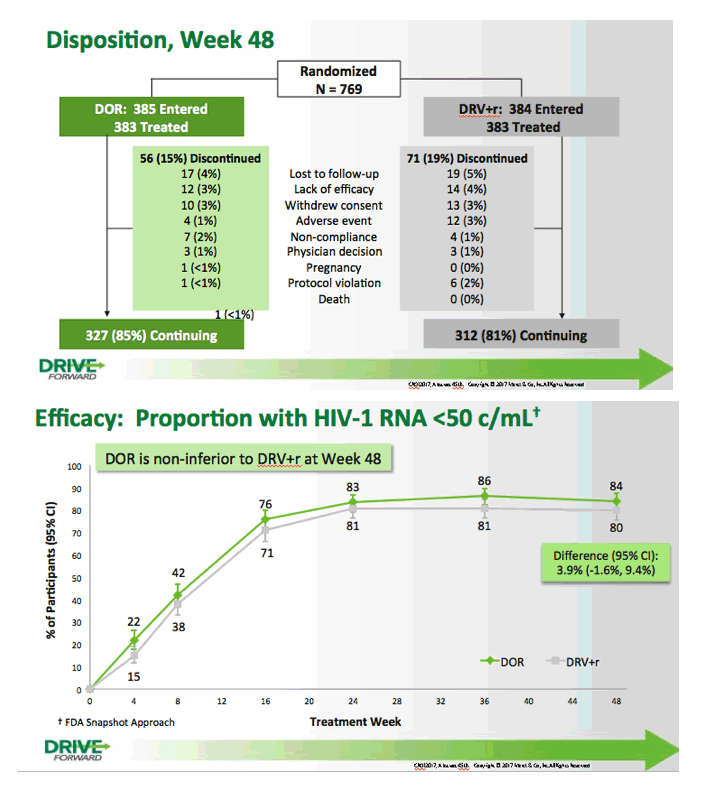 Disposition, Week 48
Randomized
N = 769
DOR: 385 Entered
383 Treated
DRV+r: 384 Entered
383 Treated
56 (15%) Discontinued
71 (19%) Discontinued
17 (4%) Lost to follow-up 19 (5%)
12 (3%) Lack of efficacy 14 (4%)
10 (3%) Withdrew consent 13 (3%)
4 (1%) Adverse event 12 (3%)
7 (2%) Non-compliance 4 (1%)
3 (1%) Physician decision 3 (1%)
1 (<1%) Pregnancy 0 (0%)
1 (<1%) Protocol violation 6 (2%)
Death 0 (0%)
1 (<1%)
327 (85%) Continuing
312 (81%) Continuing
DRIVE
FORWARD
Efficacy: Proportion with HIV-1 RNA <50 c/mL†
DOR is non-inferior to DRV+r at Week 48
% of Participants (95% CI)
100
90
80
70
60
50
40
30
20
10
0
22
42
76
83
86
84
15
38
71
81
81
80
Difference (95% CI):
3.9% (-1.6%, 9.4%)
DOR
DRV+r
0 4 8 12 16 20 24 28 32 36 40 44 48
† FDA Snapshot Approach
Treatment Week
DRIVE
FORWARD